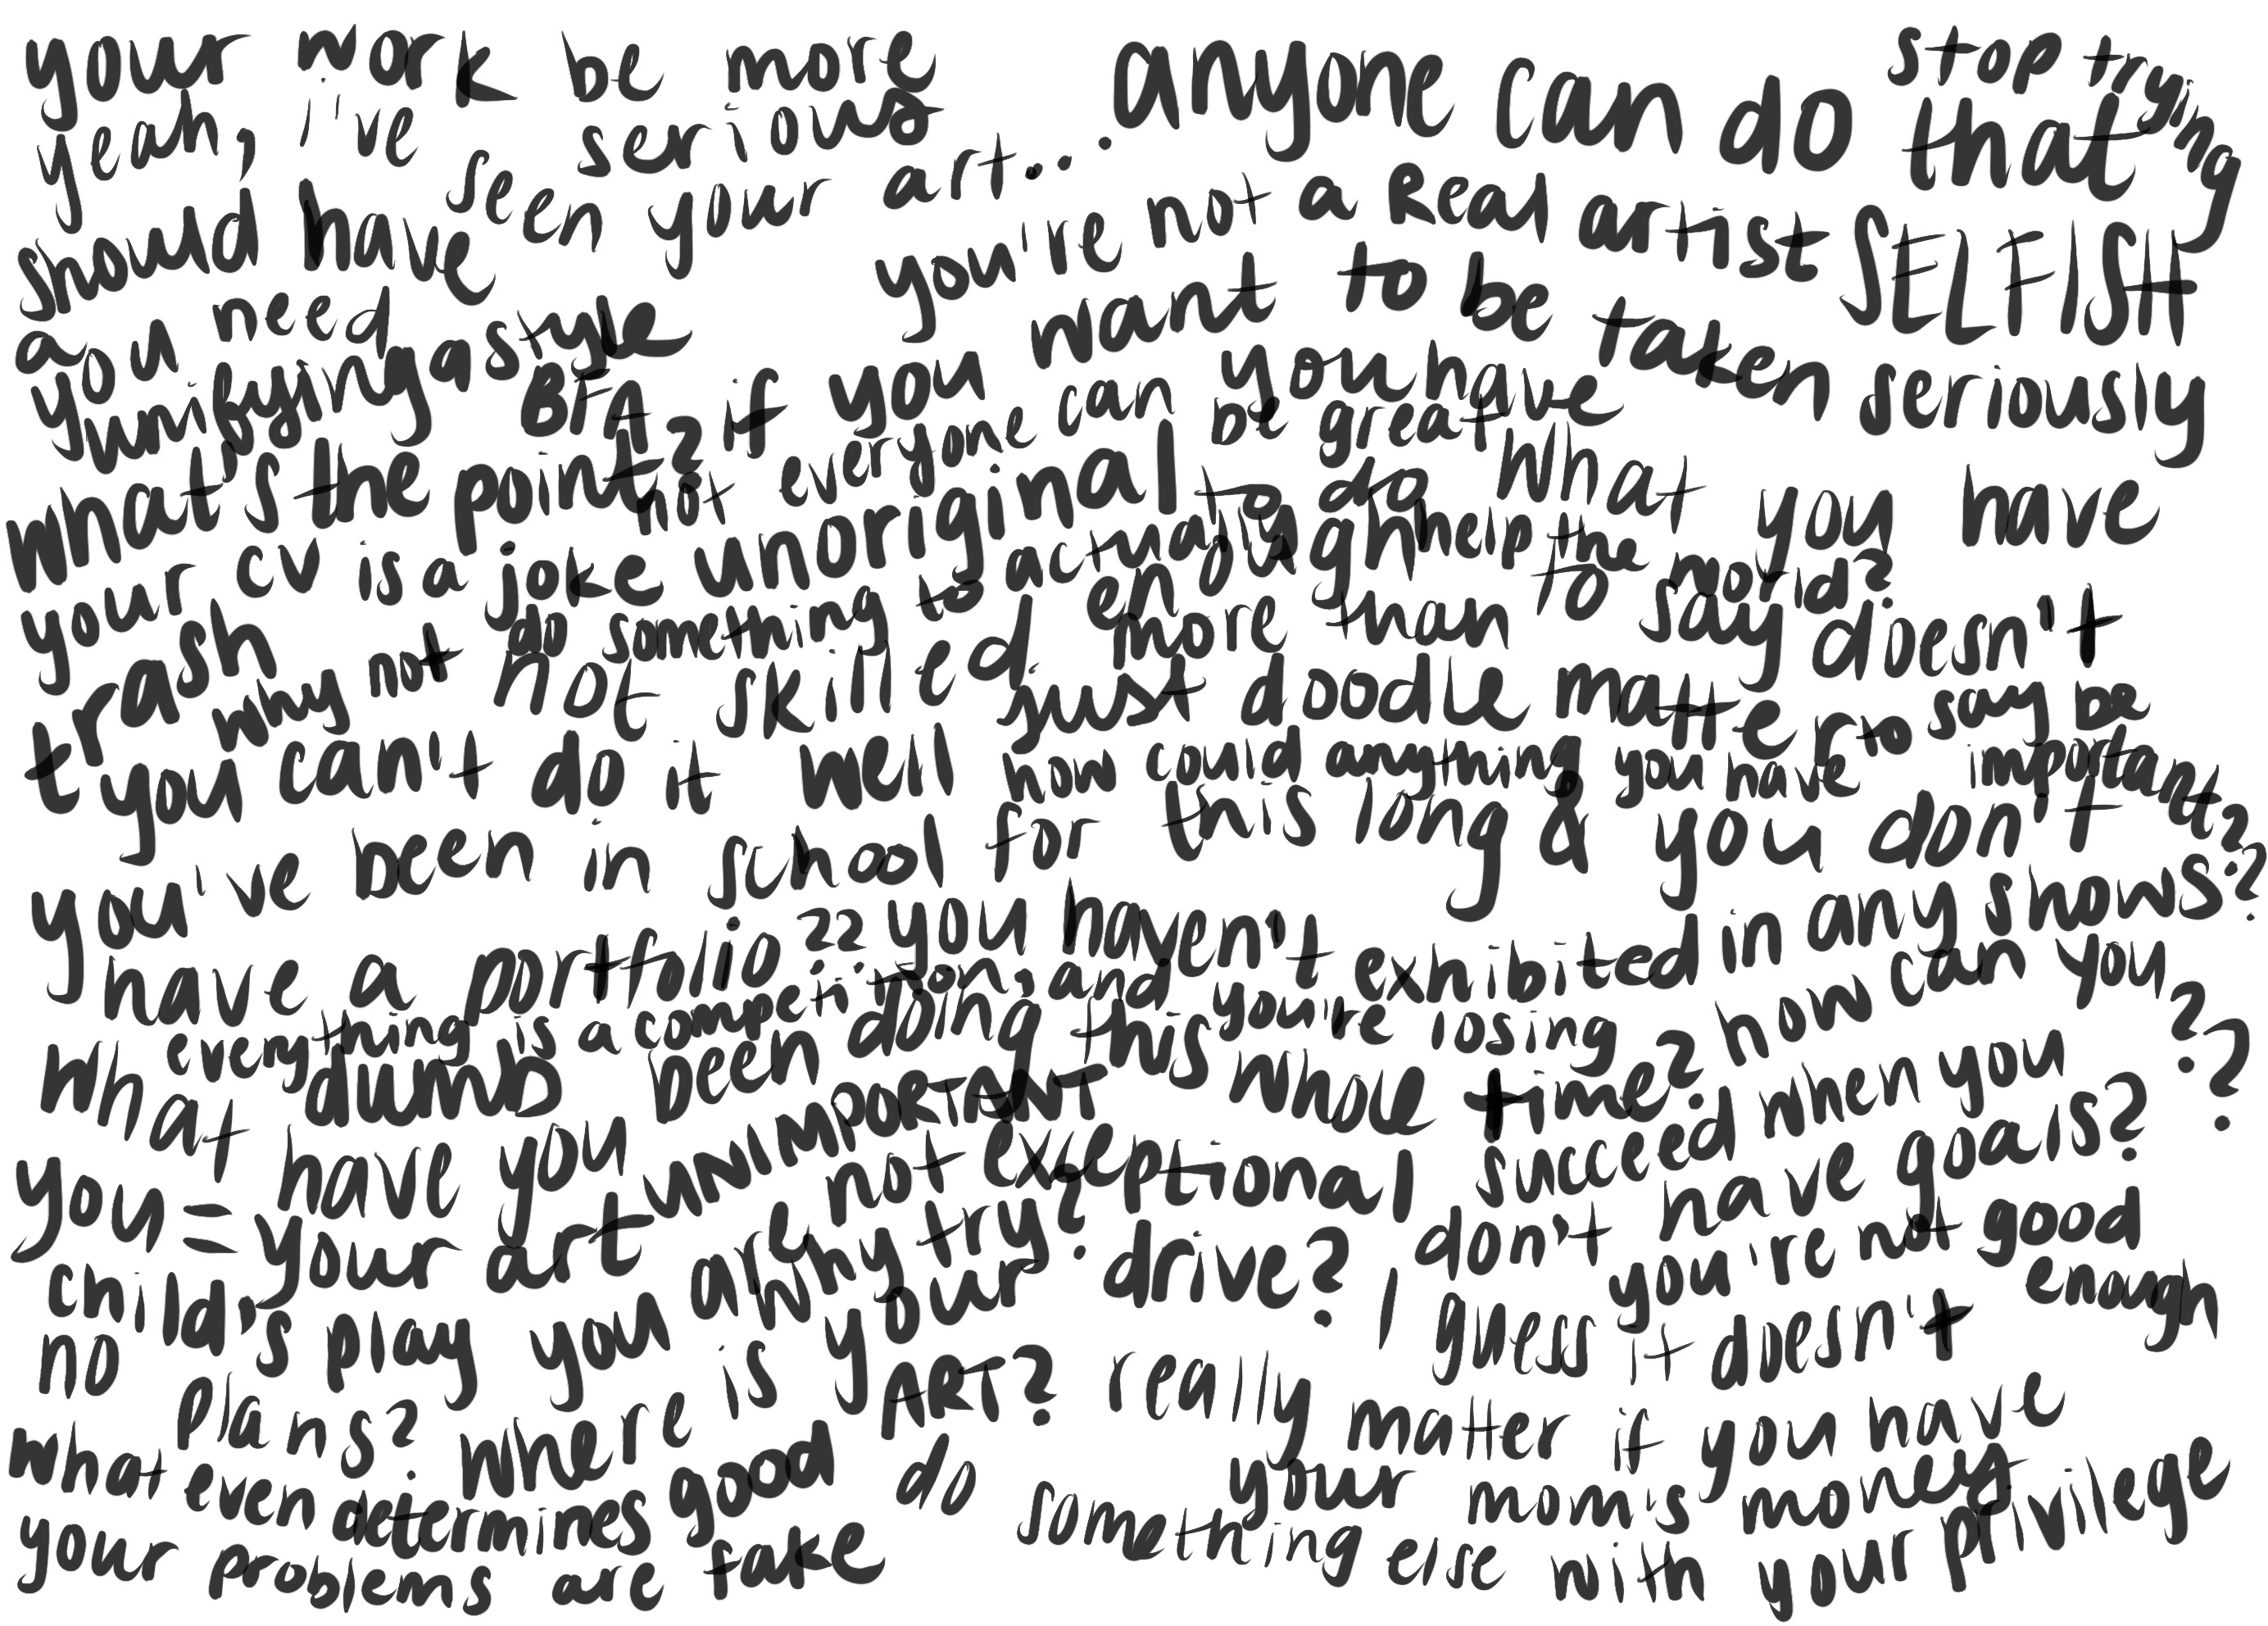 your work be more
serious
anyone can do that
stop trying
yeah, i've seen your art...
you're not a Real artist
SELFISH
should have
a BFA?
you need
a style
unifying
if you want to be taken seriously
you have
what's the point?
not everyone can be great
to do what you have
your cv is a joke
unoriginal
trash
why not do something to actually help the world?
not skilled
enough
more than to say doesn't
just doodle matter
you can't do it well
how could anything you have to say be important?
you've been in school for this long & you don't
have a portfolio??
you haven't exhibited in any shows??
everything is a competition, and you're losing
what have you been doing this whole time?
how can you succeed when you don't have goals???
dumb
UNIMPORTANT
you = your art
you are not exceptional
why try?
child's play
where is your drive?
you're not good enough
no plans?
ART?
I guess it doesn't
really matter if you have
your mom's money
what even determines good
do something else with your privilege
your problems are fake